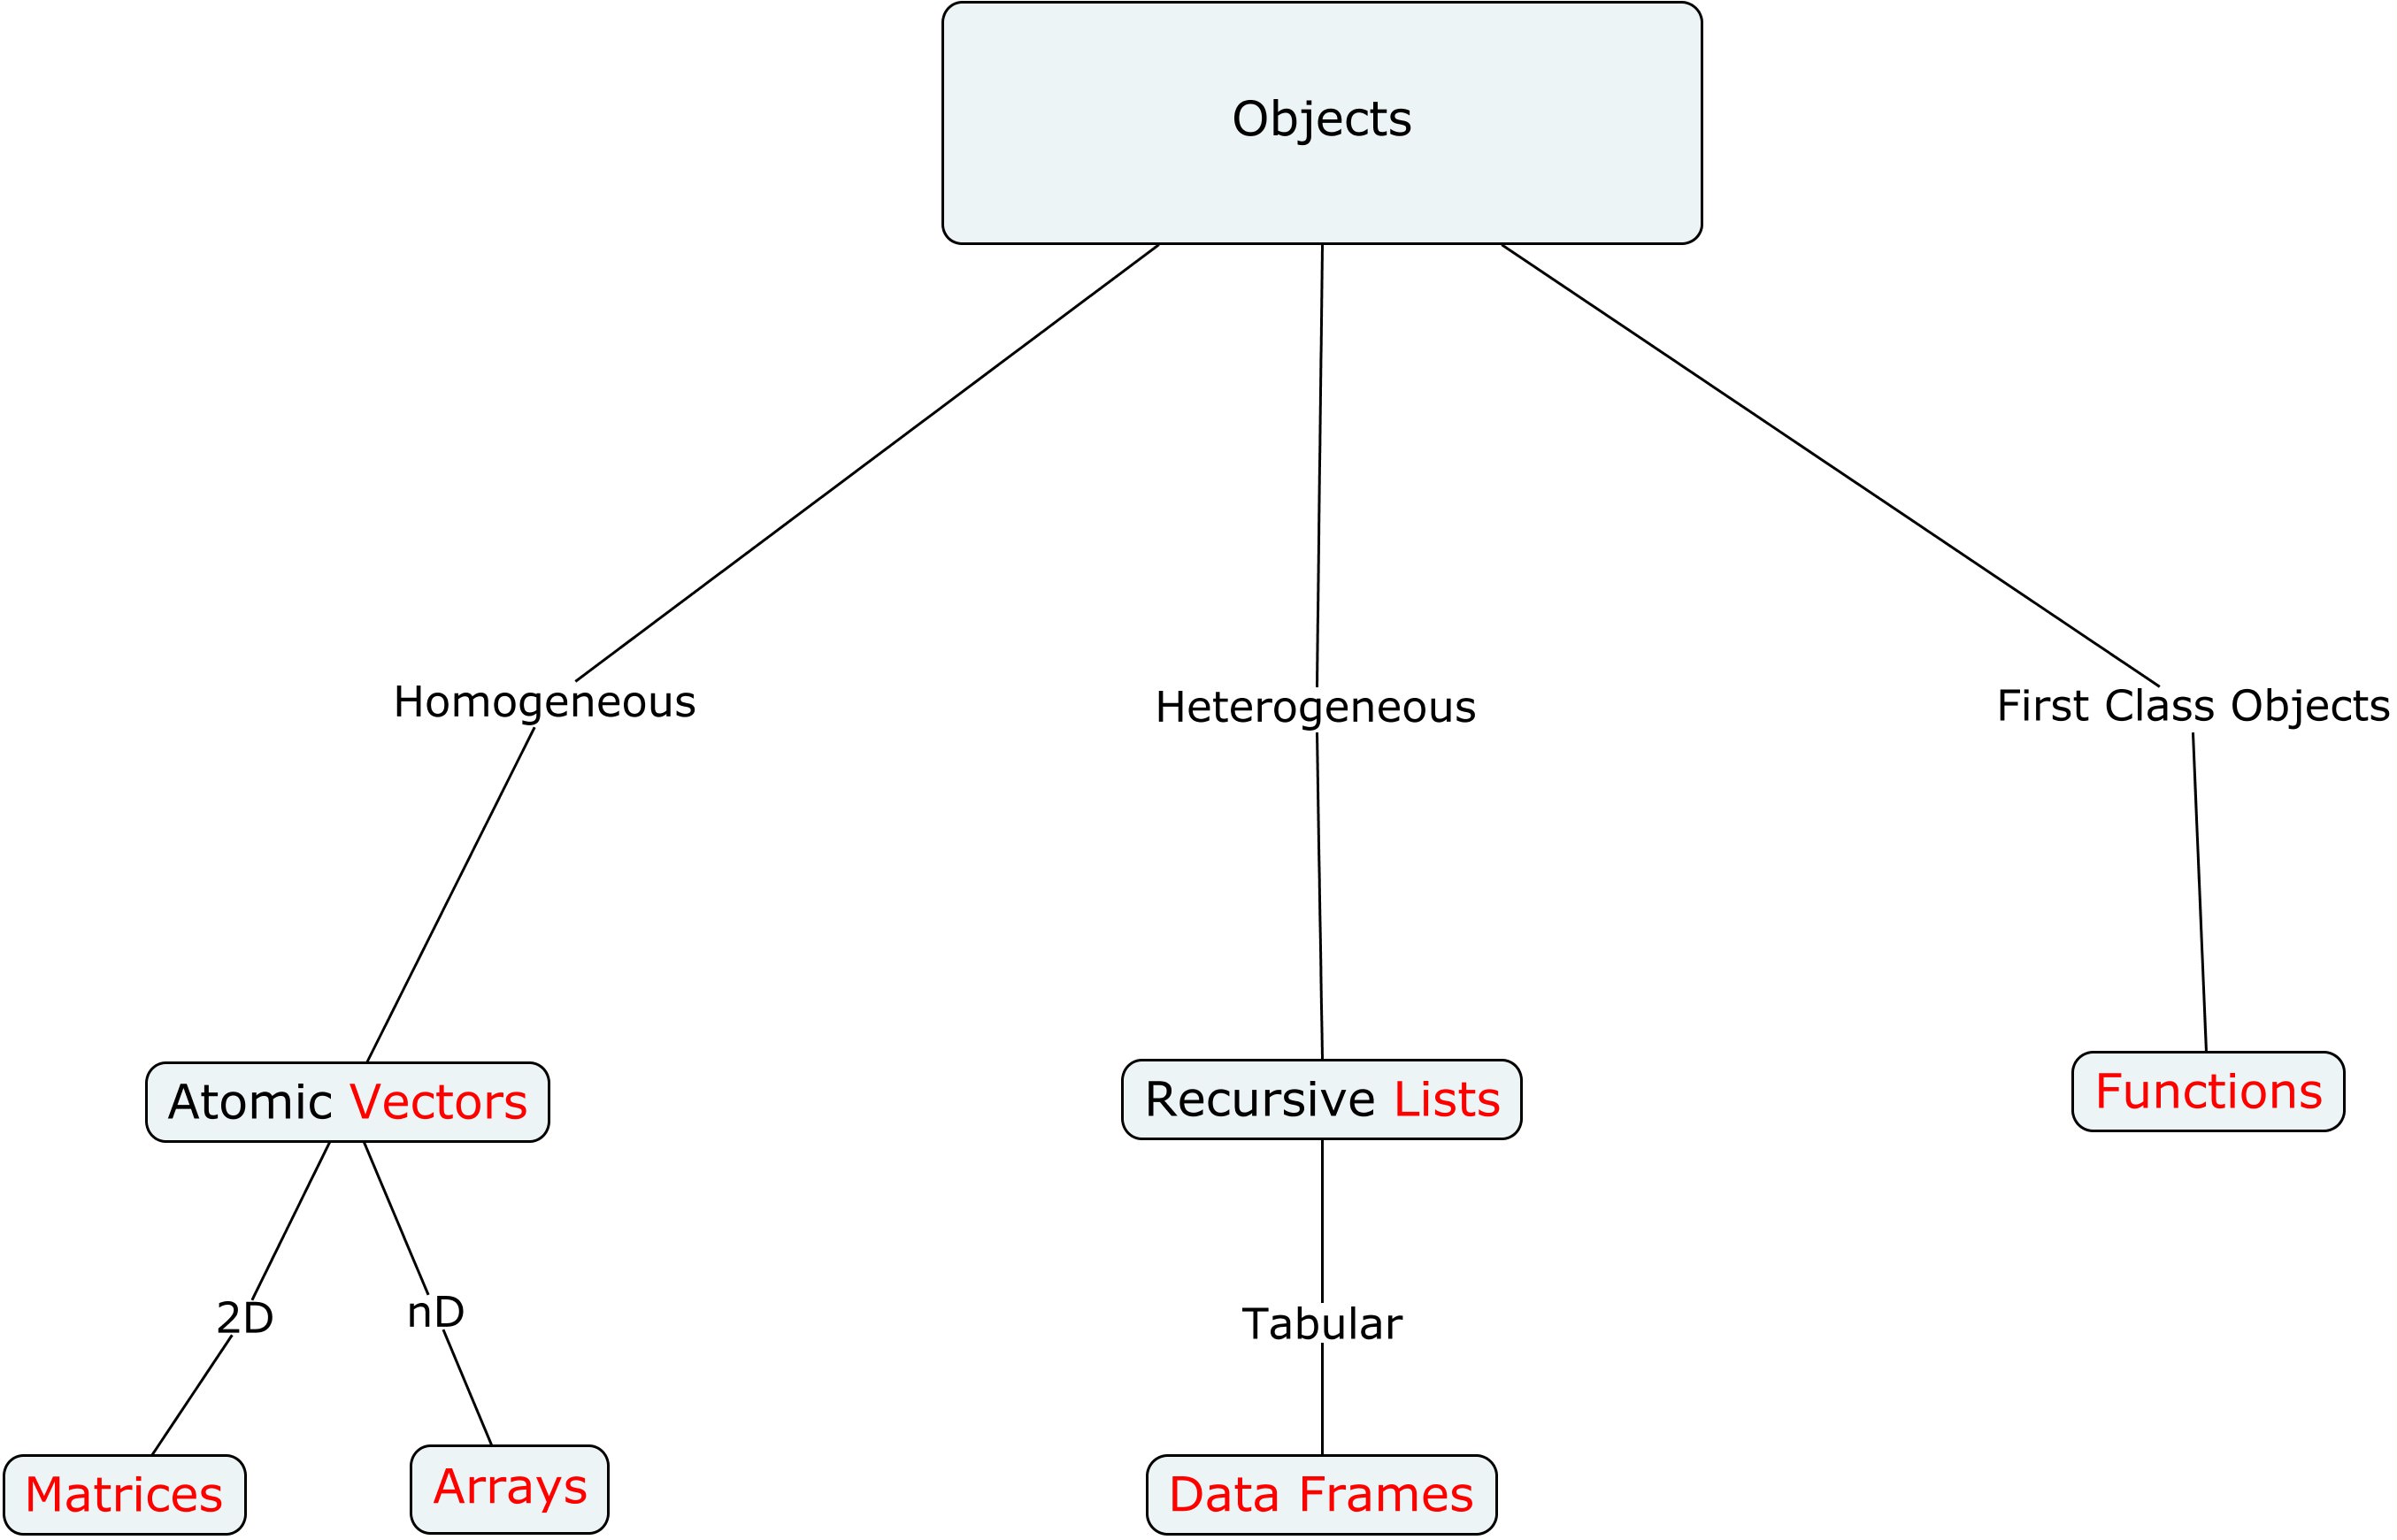 Objects
Homogeneous
Heterogeneous
First Class Objects
Atomic Vectors
Recursive Lists
Functions
2D
nD
Tabular
Matrices
Arrays
Data Frames